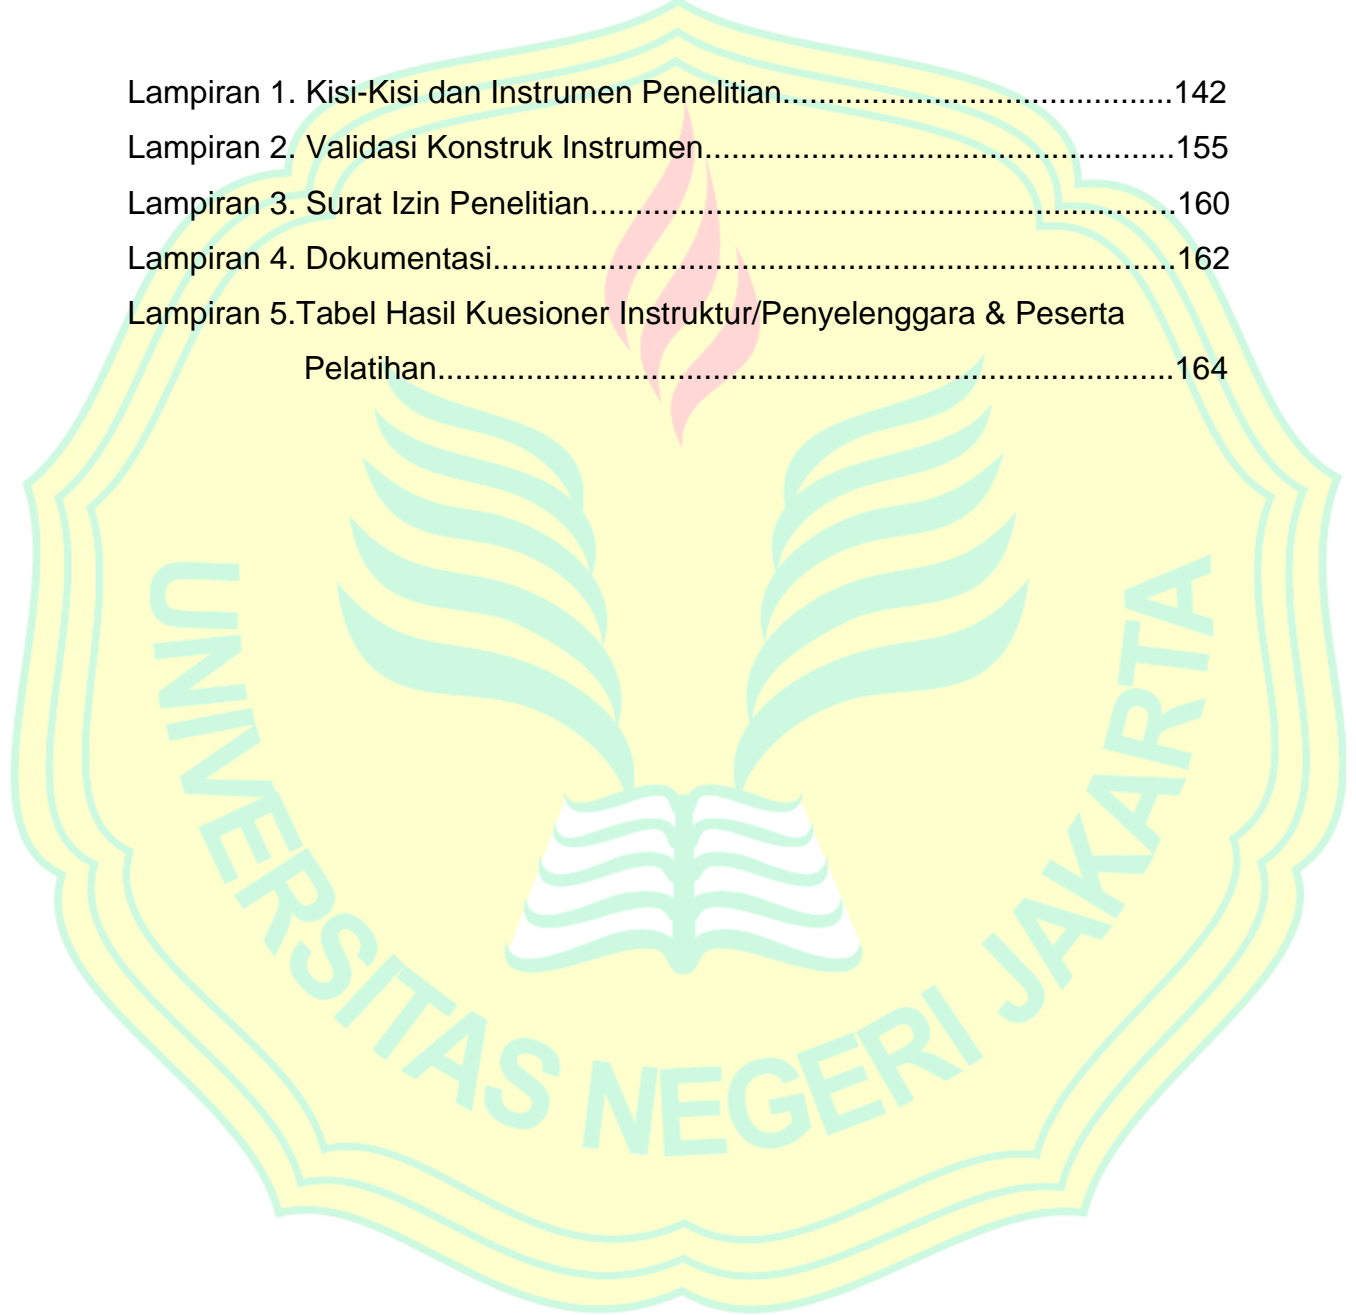 Lampiran 1. Kisi-Kisi dan Instrumen Penelitian............................................142
Lampiran 2. Validasi Konstruk Instrumen.....................................................155
Lampiran 3. Surat Izin Penelitian..................................................................160
Lampiran 4. Dokumentasi.............................................................................162
Lampiran 5.Tabel Hasil Kuesioner Instruktur/Penyelenggara & Peserta
Pelatihan...................................................................................164
UNIVERSITAS NEGERI JAKARTA